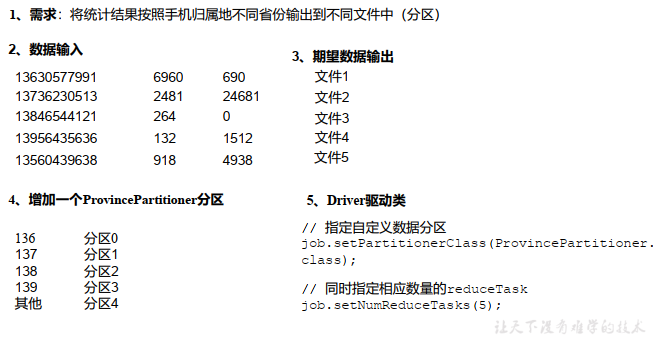 1、需求：将统计结果按照手机归属地不同省份输出到不同文件中（分区）
2、数据输入
13630577991 6960 690
13736230513 2481 24681
13846544121 264 0
13956435636 132 1512
13560439638 918 4938
3、期望数据输出
文件1
文件2
文件3
文件4
文件5
4、增加一个ProvincePartitioner分区
136 分区0
137 分区1
138 分区2
139 分区3
其他 分区4
5、Driver驱动类
// 指定自定义数据分区
job.setPartitionerClass(ProvincePartitioner.
class);
// 同时指定相应数量的reduceTask
job.setNumReduceTasks(5);
让天下没有难学的技术